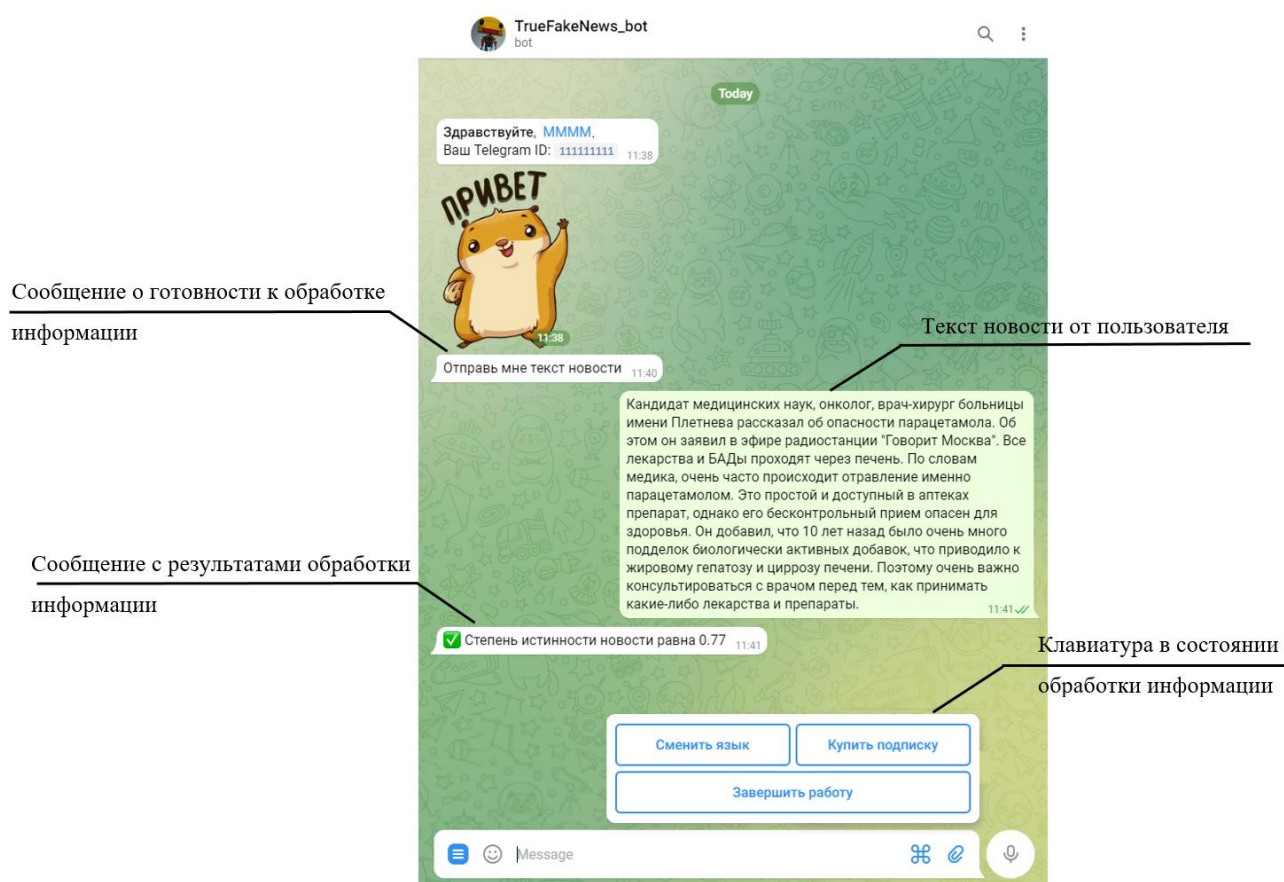 TrueFakeNews_bot
bot
Today
Здравствуйте, MMMM,
Ваш Telegram ID: 111111111 11:38
ПРИВЕТ
11:38
Сообщение о готовности к обработке
информации
Отправь мне текст новости 11:40
Текст новости от пользователя
Кандидат медицинских наук, онколог, врач-хирург больницы
имени Плетнева рассказал об опасности парацетамола. Об
этом он заявил в эфире радиостанции "Говорит Москва". Все
лекарства и БАДы проходят через печень. По словам
медика, очень часто происходит отравление именно
парацетамолом. Это простой и доступный в аптеках
препарат, однако его бесконтрольный прием опасен для
здоровья. Он добавил, что 10 лет назад было очень много
подделок биологически активных добавок, что приводило к
жировому гепатозу и циррозу печени. Поэтому очень важно
консультироваться с врачом перед тем, как принимать
какие-либо лекарства и препараты. 11:41
Сообщение с результатами обработки
информации
✅ Степень истинности новости равна 0.77 11:41
Клавиатура в состоянии
обработки информации
Сменить язык
Купить подписку
Завершить работу
Message